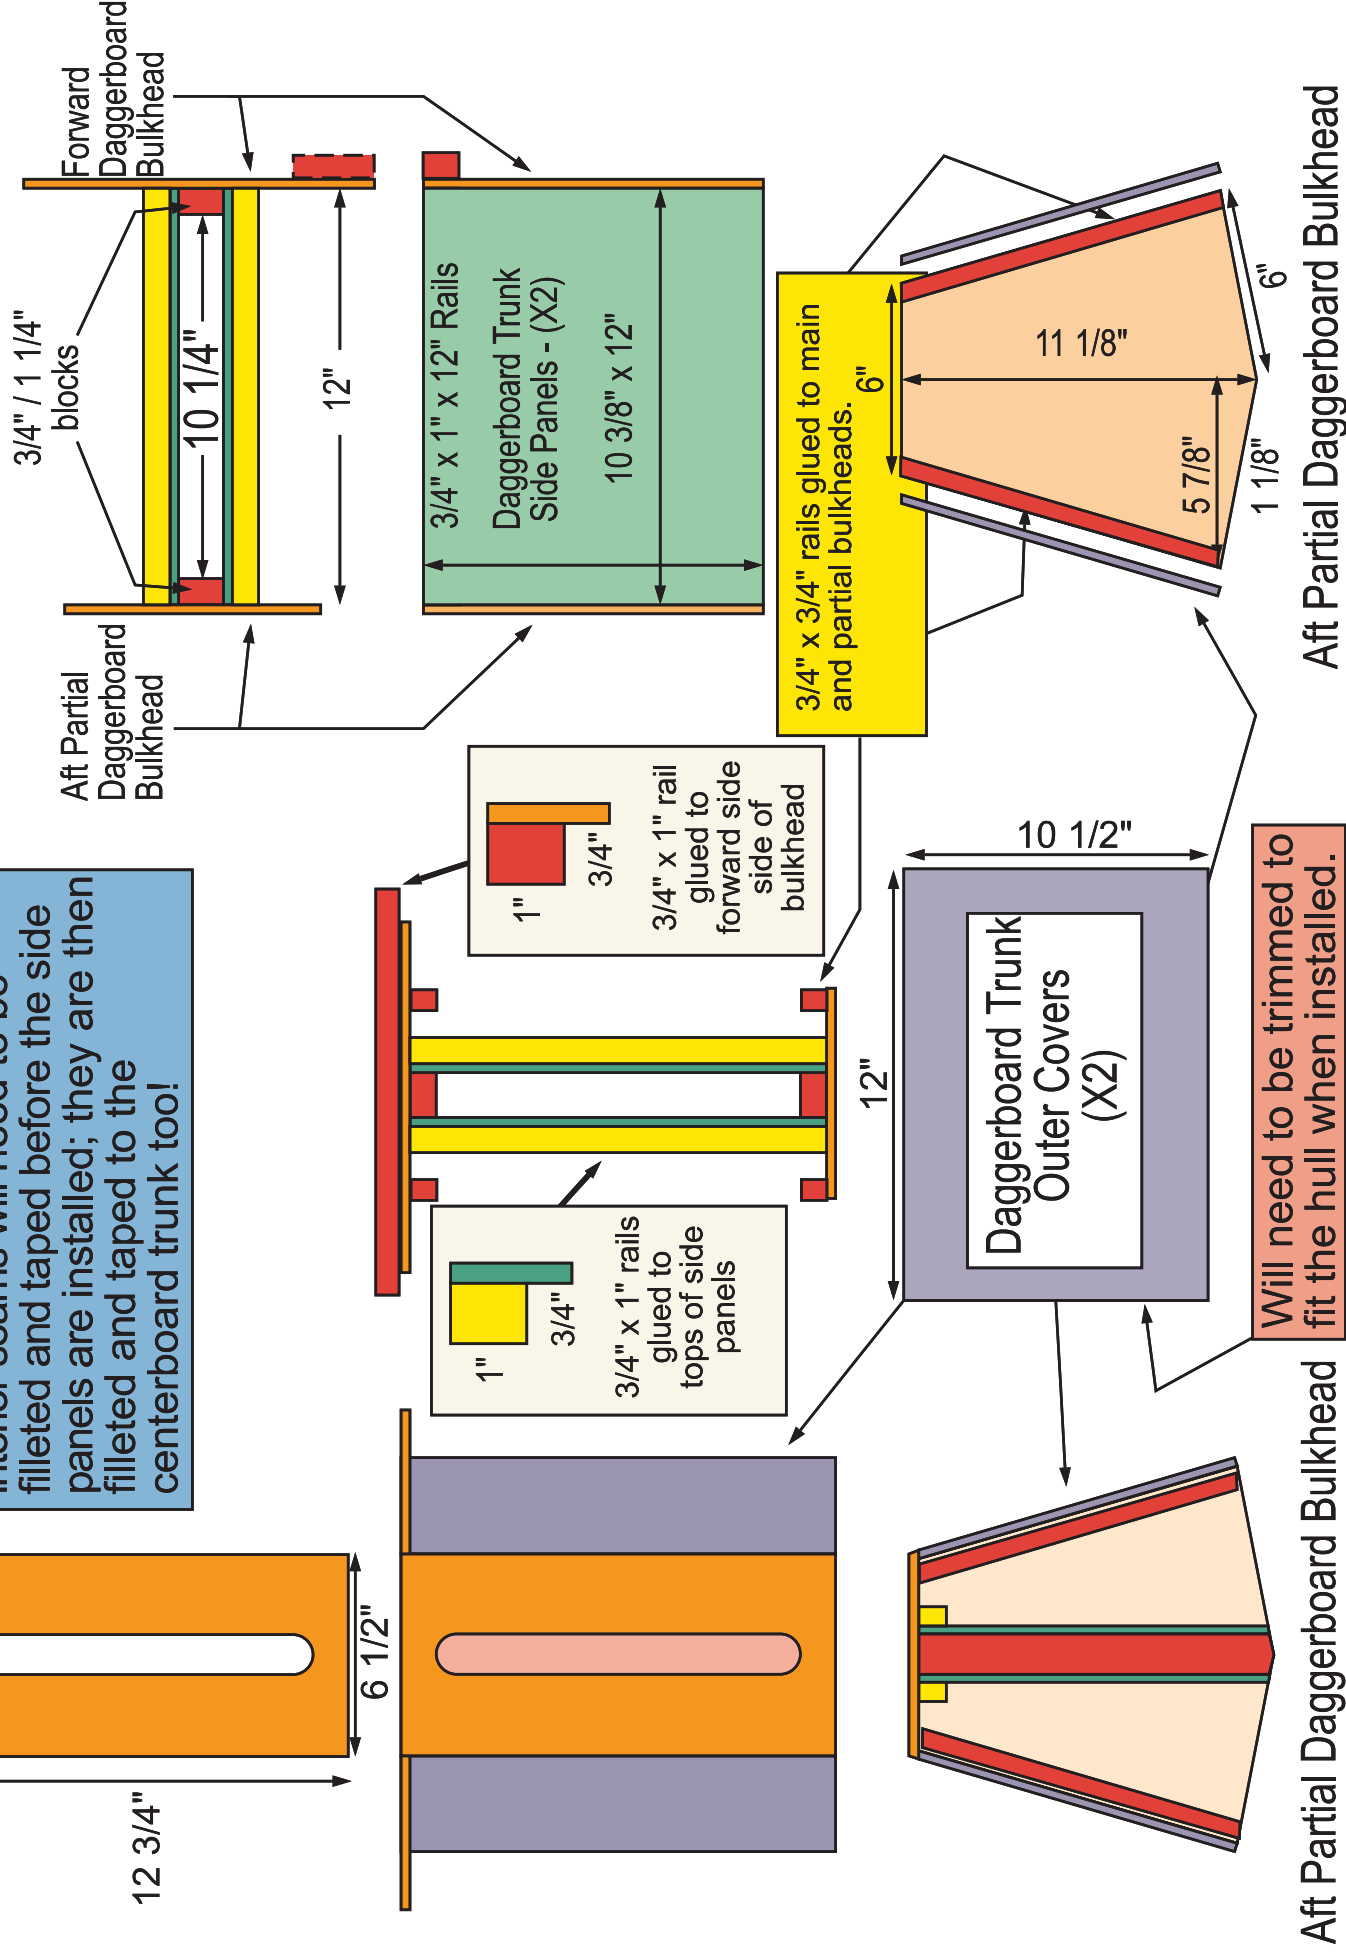 filleted and taped before the side
panels are installed; they are then
filleted and taped to the
centerboard trunk too!
Aft Partial
Daggerboard
Bulkhead
3/4" / 1 1/4"
blocks
Forward
Daggerboard
Bulkhead
10 1/4"
12"
3/4" x 1" x 12" Rails
Daggerboard Trunk
Side Panels - (X2)
10 3/8" x 12"
12 3/4"
6 1/2"
1"
3/4"
3/4" x 1" rails
glued to
tops of side
panels
1"
3/4"
3/4" x 1" rail
glued to
forward side
side of
bulkhead
3/4" x 3/4" rails glued to main
and partial bulkheads.
6"
11 1/8"
5 7/8"
1 1/8"
6"
Aft Partial Daggerboard Bulkhead
12"
10 1/2"
Daggerboard Trunk
Outer Covers
(X2)
Will need to be trimmed to
fit the hull when installed.
Aft Partial Daggerboard Bulkhead